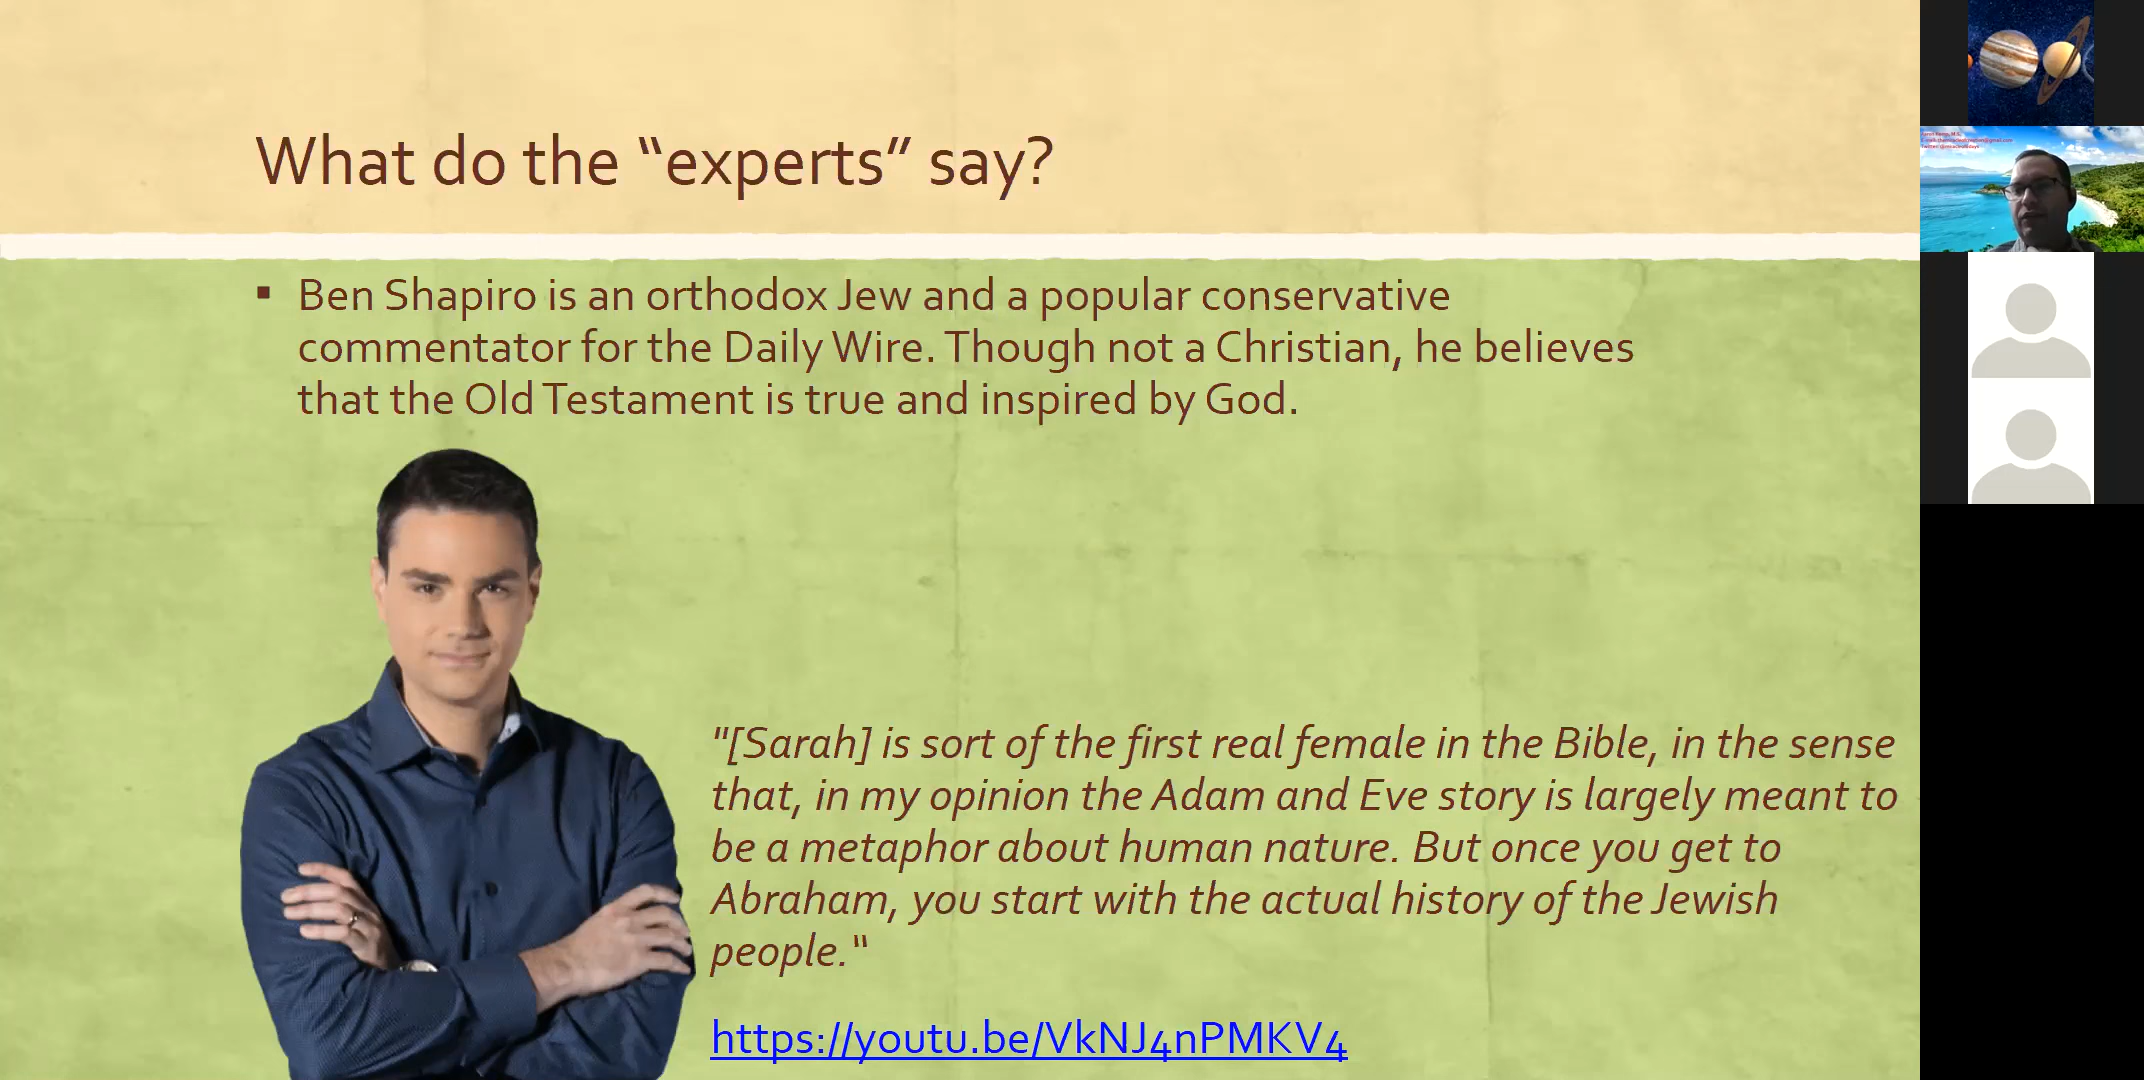 What do the “experts” say?
▪ Ben Shapiro is an orthodox Jew and a popular conservative
commentator for the Daily Wire. Though not a Christian, he believes
that the Old Testament is true and inspired by God.
"[Sarah] is sort of the first real female in the Bible, in the sense
that, in my opinion the Adam and Eve story is largely meant to
be a metaphor about human nature. But once you get to
Abraham, you start with the actual history of the Jewish
people."
https://youtu.be/VkNJ4nPMKV4